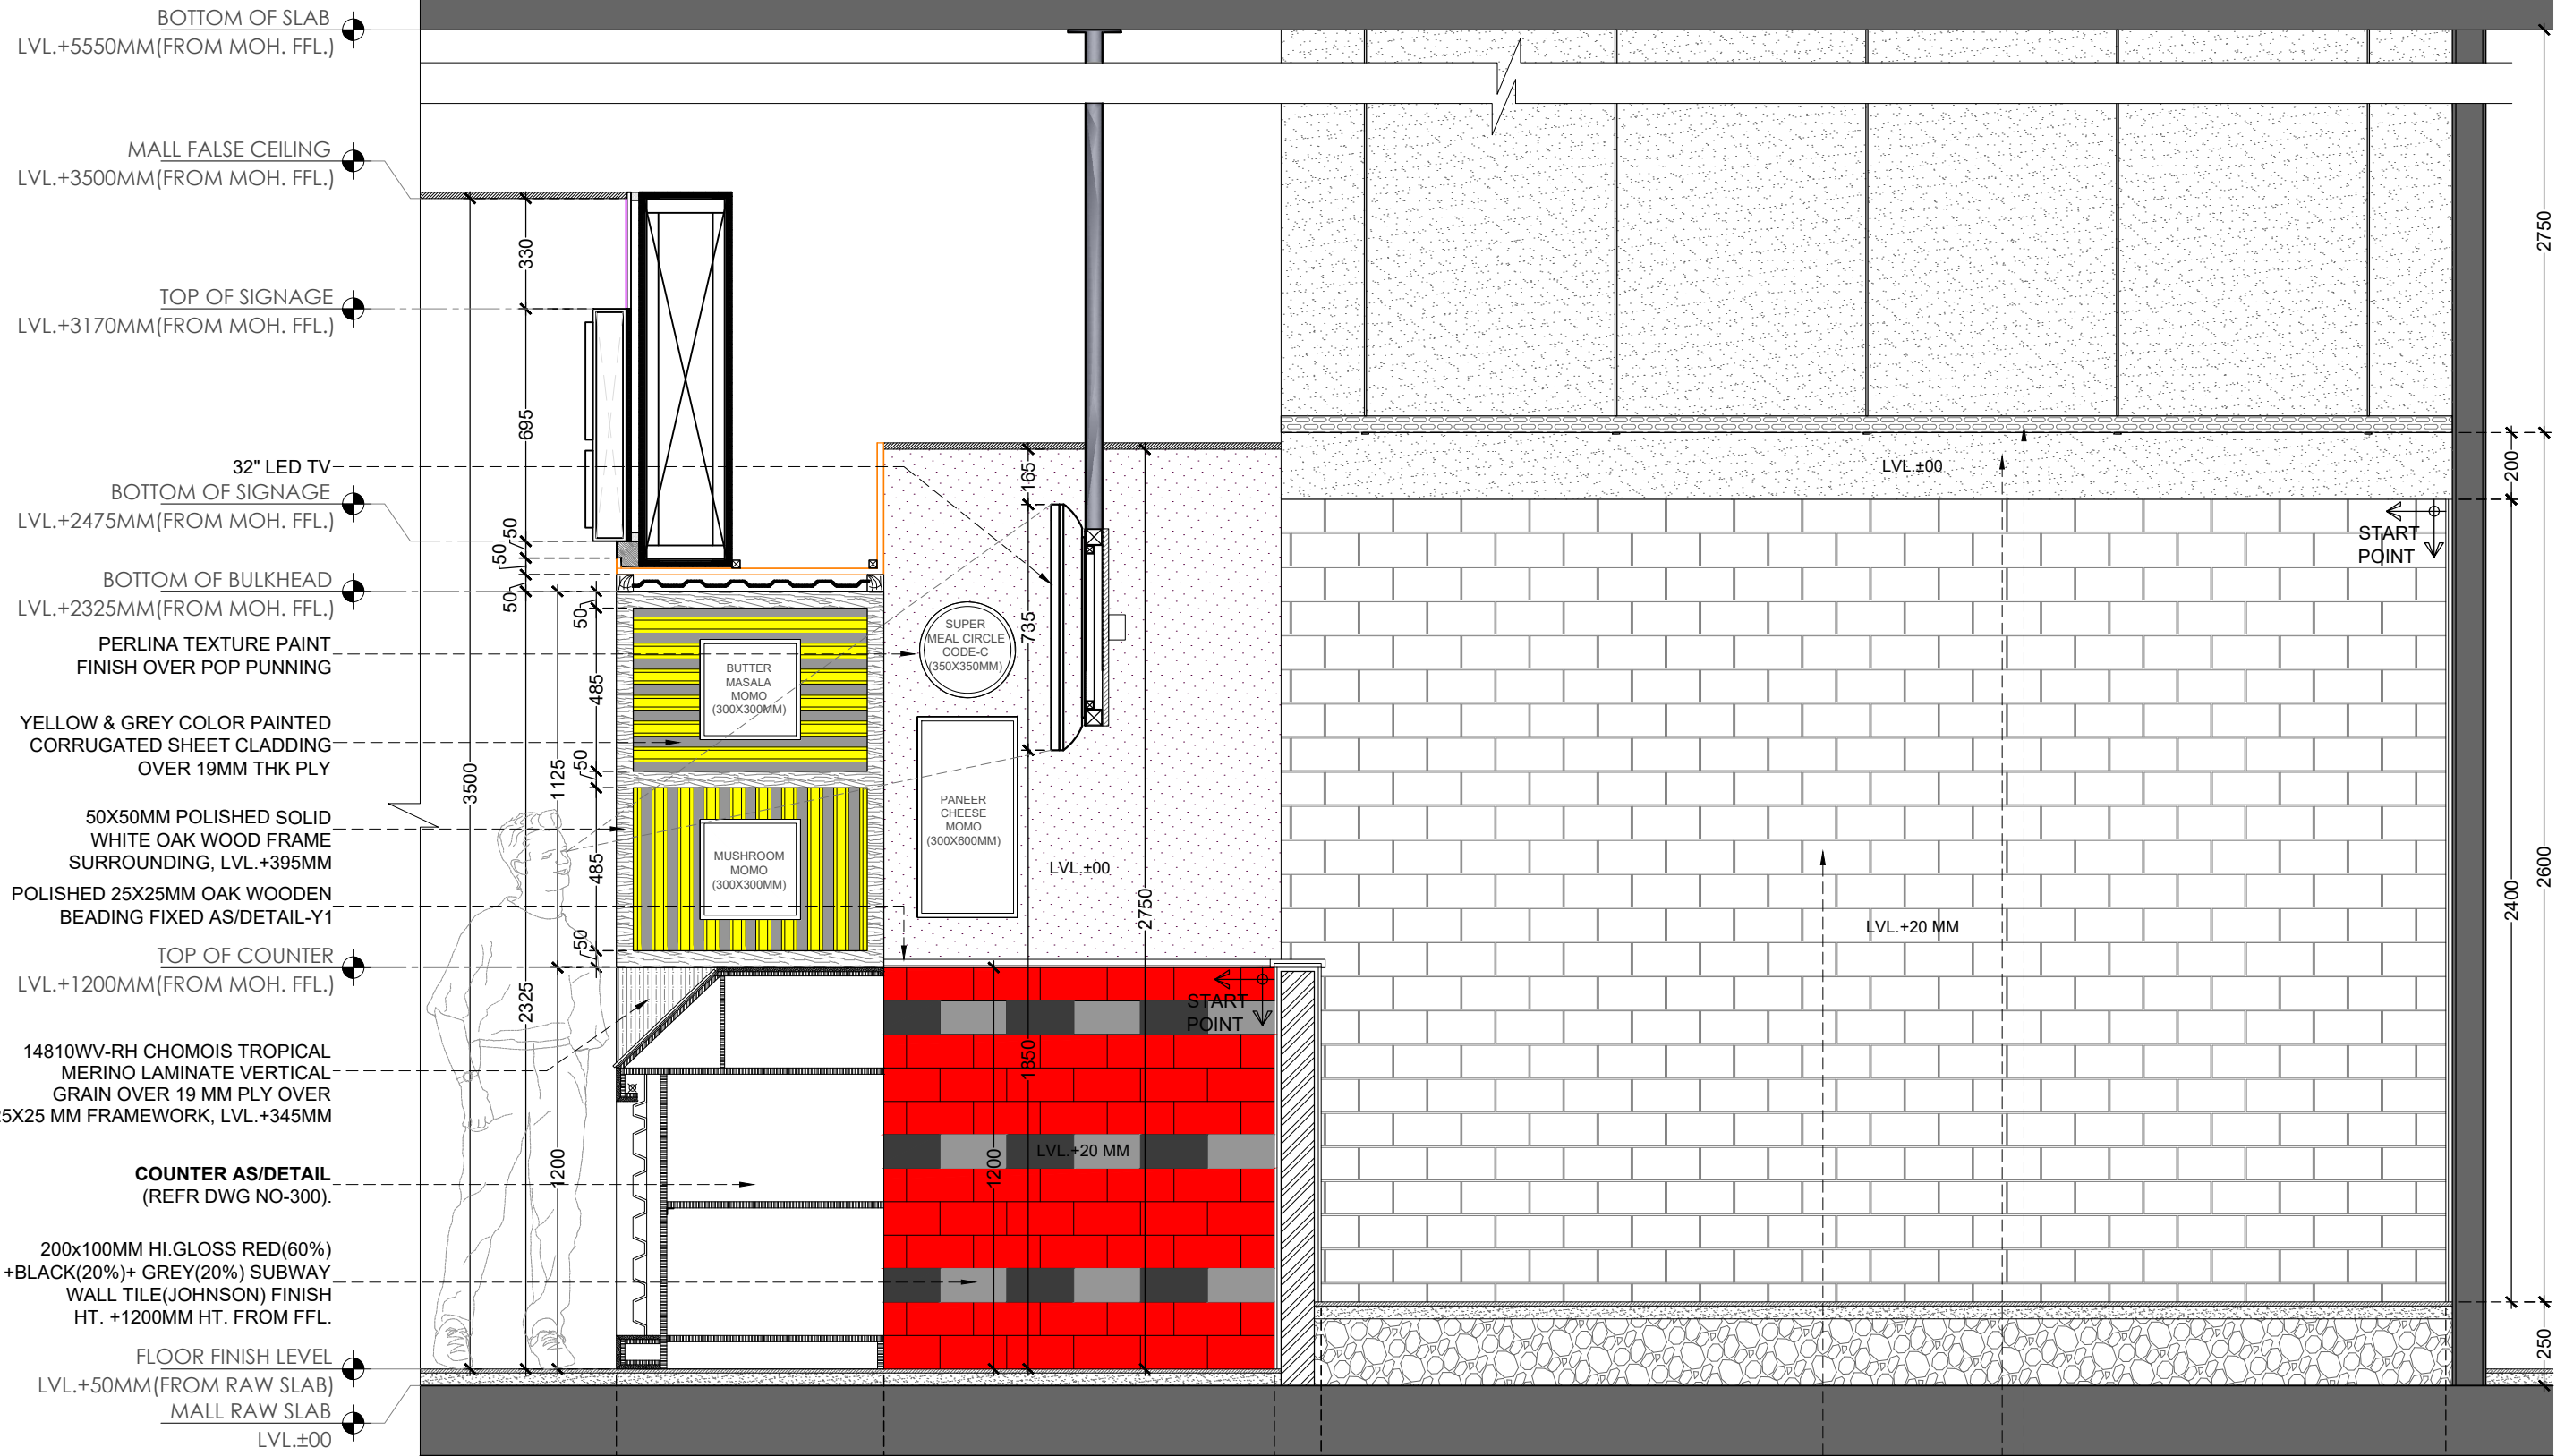 BOTTOM OF SLAB
LVL.+5550MM(FROM MOH. FFL.)
MALL FALSE CEILING
LVL.+3500MM(FROM MOH. FFL.)
TOP OF SIGNAGE
LVL.+3170MM(FROM MOH. FFL.)
32" LED TV
BOTTOM OF SIGNAGE
LVL.+2475MM(FROM MOH. FFL.)
BOTTOM OF BULKHEAD
LVL.+2325MM(FROM MOH. FFL.)
PERLINA TEXTURE PAINT
FINISH OVER POP PUNNING
YELLOW & GREY COLOR PAINTED
CORRUGATED SHEET CLADDING
OVER 19MM THK PLY
50X50MM POLISHED SOLID
WHITE OAK WOOD FRAME
SURROUNDING, LVL.+395MM
POLISHED 25X25MM OAK WOODEN
BEADING FIXED AS/DETAIL-Y1
TOP OF COUNTER
LVL.+1200MM(FROM MOH. FFL.)
14810WV-RH CHOMOIS TROPICAL
MERINO LAMINATE VERTICAL
GRAIN OVER 19 MM PLY OVER
25X25 MM FRAMEWORK, LVL.+345MM
COUNTER AS/DETAIL
(REFR DWG NO-300).
200x100MM HI.GLOSS RED(60%)
+BLACK(20%)+ GREY(20%) SUBWAY
WALL TILE(JOHNSON) FINISH
HT. +1200MM HT. FROM FFL.
FLOOR FINISH LEVEL
LVL.+50MM(FROM RAW SLAB)
MALL RAW SLAB
LVL.±00
3500
330
695
50
50
50
2325
1125
1200
50
485
50
485
50
BUTTER
MASALA
MOMO
(300X300MM)
MUSHROOM
MOMO
(300X300MM)
SUPER
MEAL CIRCLE
CODE-C
(350X350MM)
PANEER
CHEESE
MOMO
(300X600MM)
165
735
1850
2750
1200
LVL.±00
START
POINT
LVL.+20 MM
LVL.±00
START
POINT
LVL.+20 MM
200
2400
2750
2600
250